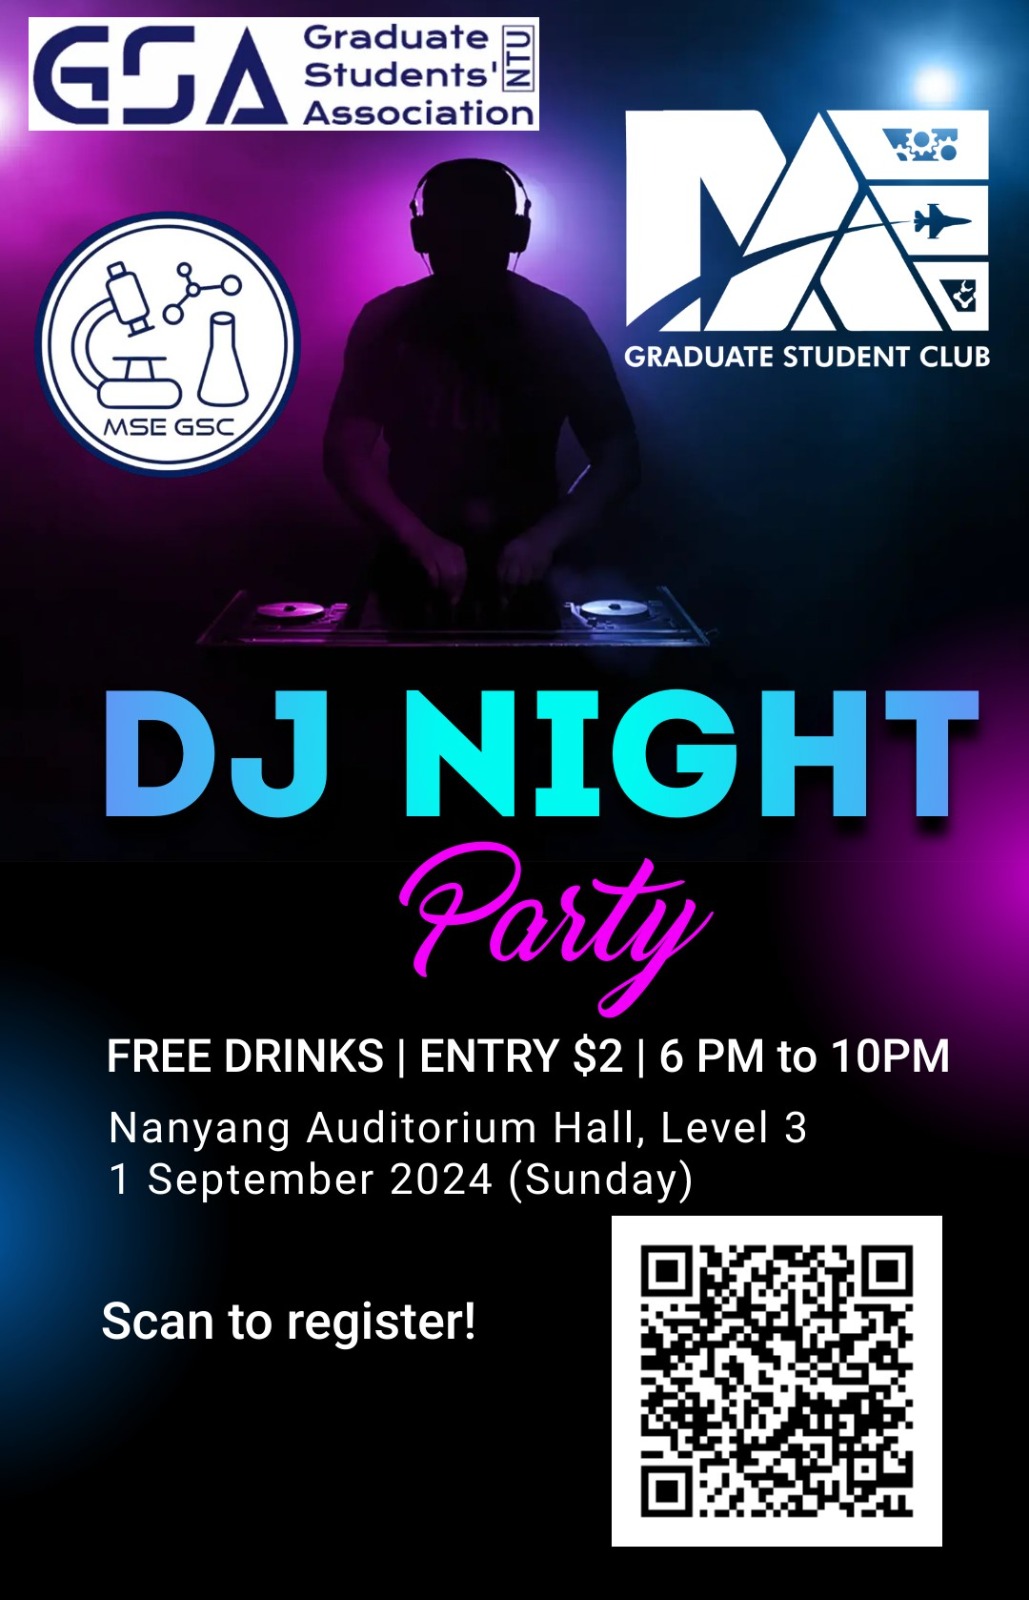 GSA
Graduate
Students'
Association
NTU
MAE
GRADUATE STUDENT CLUB
MSE GSC
DJ NIGHT
Party
FREE DRINKS | ENTRY $2 | 6 PM to 10PM
Nanyang Auditorium Hall, Level 3
1 September 2024 (Sunday)
Scan to register!